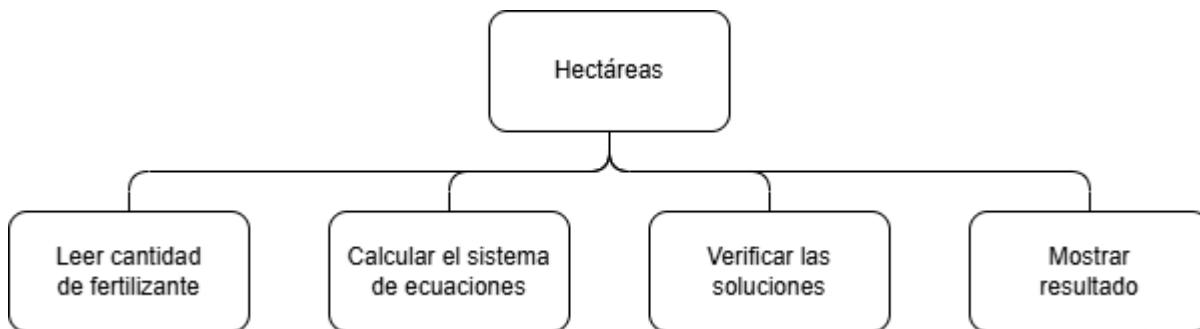 Hectáreas
Leer cantidad
de fertilizante
Calcular el sistema
de ecuaciones
Verificar las
soluciones
Mostrar
resultado